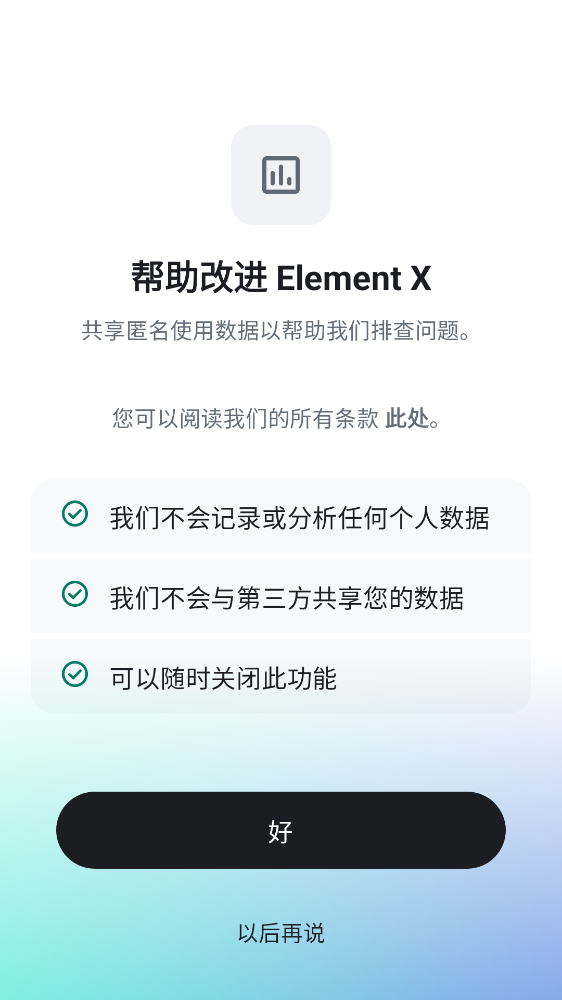 帮助改进 Element X
共享匿名使用数据以帮助我们排查问题。
您可以阅读我们的所有条款 此处。
我们不会记录或分析任何个人数据
我们不会与第三方共享您的数据
可以随时关闭此功能
好
以后再说